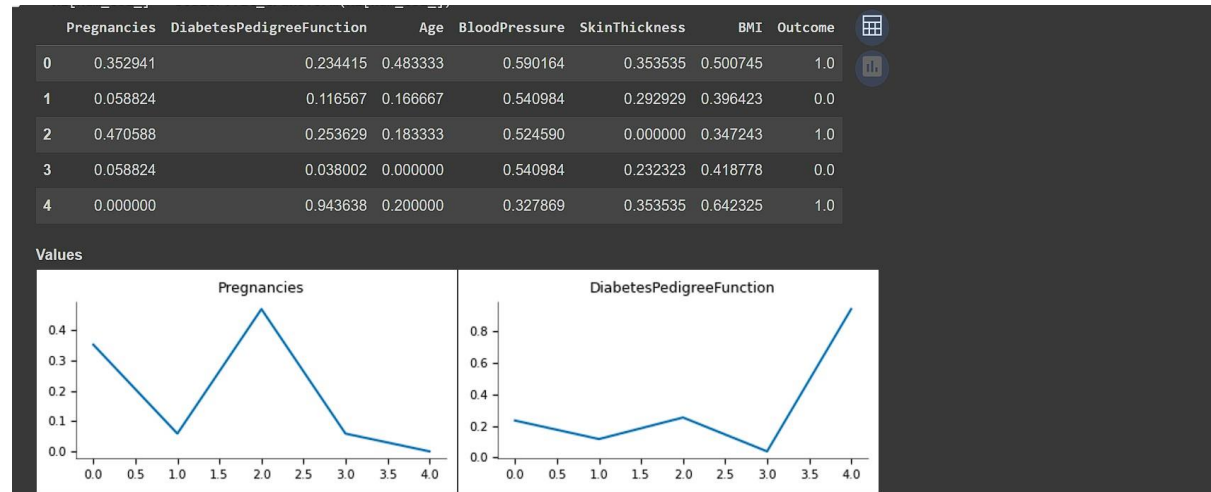 Pregnancies DiabetesPedigreeFunction Age BloodPressure SkinThickness BMI Outcome
0 0.352941 0.234415 0.483333 0.590164 0.353535 0.500745 1.0
1 0.058824 0.116567 0.166667 0.540984 0.292929 0.396423 0.0
2 0.470588 0.253629 0.183333 0.524590 0.000000 0.347243 1.0
3 0.058824 0.038002 0.000000 0.540984 0.232323 0.418778 0.0
4 0.000000 0.943638 0.200000 0.327869 0.353535 0.642325 1.0
Values
Pregnancies
0.4
0.3
0.2
0.1
0.0
0.0 0.5 1.0 1.5 2.0 2.5 3.0 3.5 4.0
DiabetesPedigreeFunction
0.8
0.6
0.4
0.2
0.0
0.0 0.5 1.0 1.5 2.0 2.5 3.0 3.5 4.0